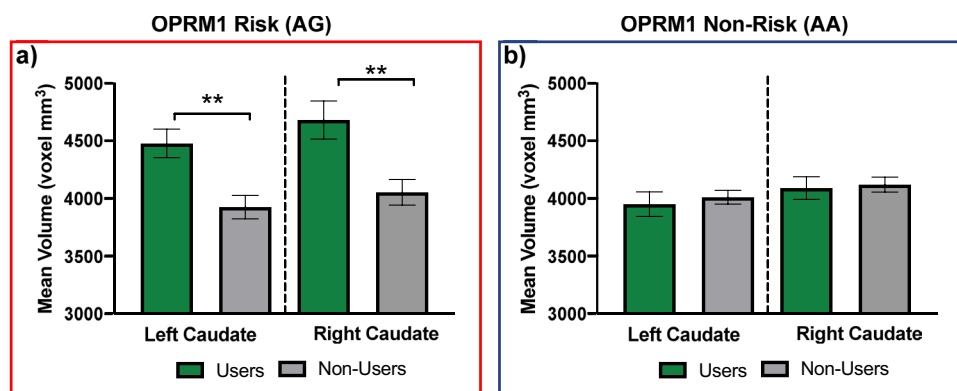 OPRM1 Risk (AG)
a)
Mean Volume (voxel mm³)
5000
4500
4000
3500
3000
**
**
Left Caudate
Right Caudate
Users
Non-Users
OPRM1 Non-Risk (AA)
b)
Mean Volume (voxel mm³)
5000
4500
4000
3500
3000
Left Caudate
Right Caudate
Users
Non-Users